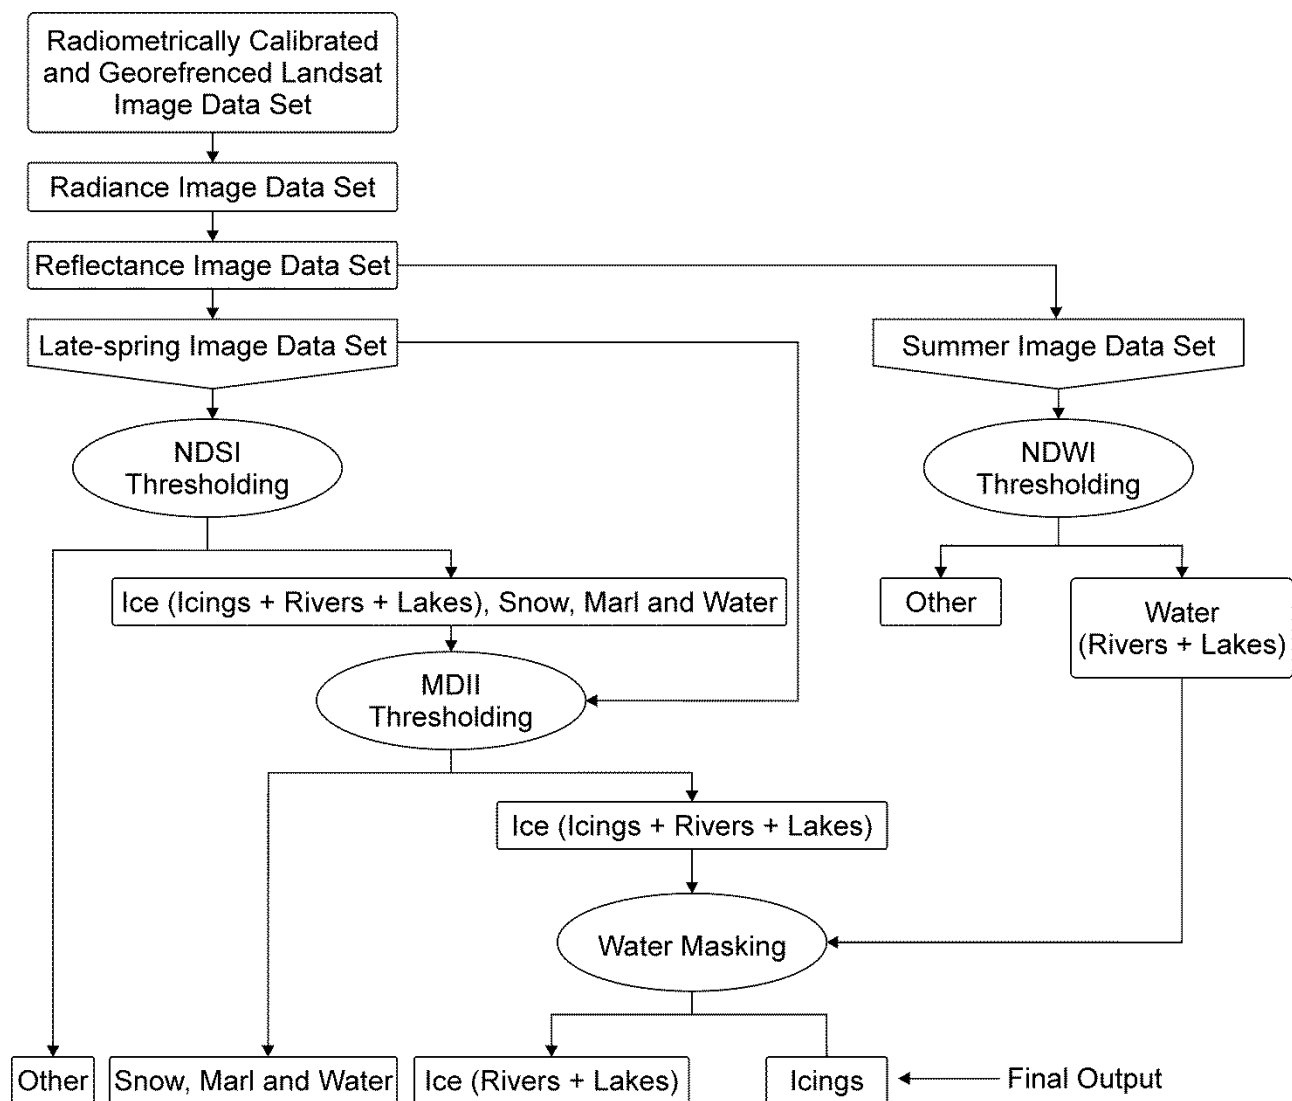 Radiometrically Calibrated
and Georefrenced Landsat
Image Data Set
Radiance Image Data Set
Reflectance Image Data Set
Late-spring Image Data Set
Summer Image Data Set
NDSI
Thresholding
NDWI
Thresholding
Ice (Icings + Rivers + Lakes), Snow, Marl and Water
Other
Water
(Rivers + Lakes)
MDII
Thresholding
Ice (Icings + Rivers + Lakes)
Water Masking
Other
Snow, Marl and Water
Ice (Rivers + Lakes)
Icings
Final Output